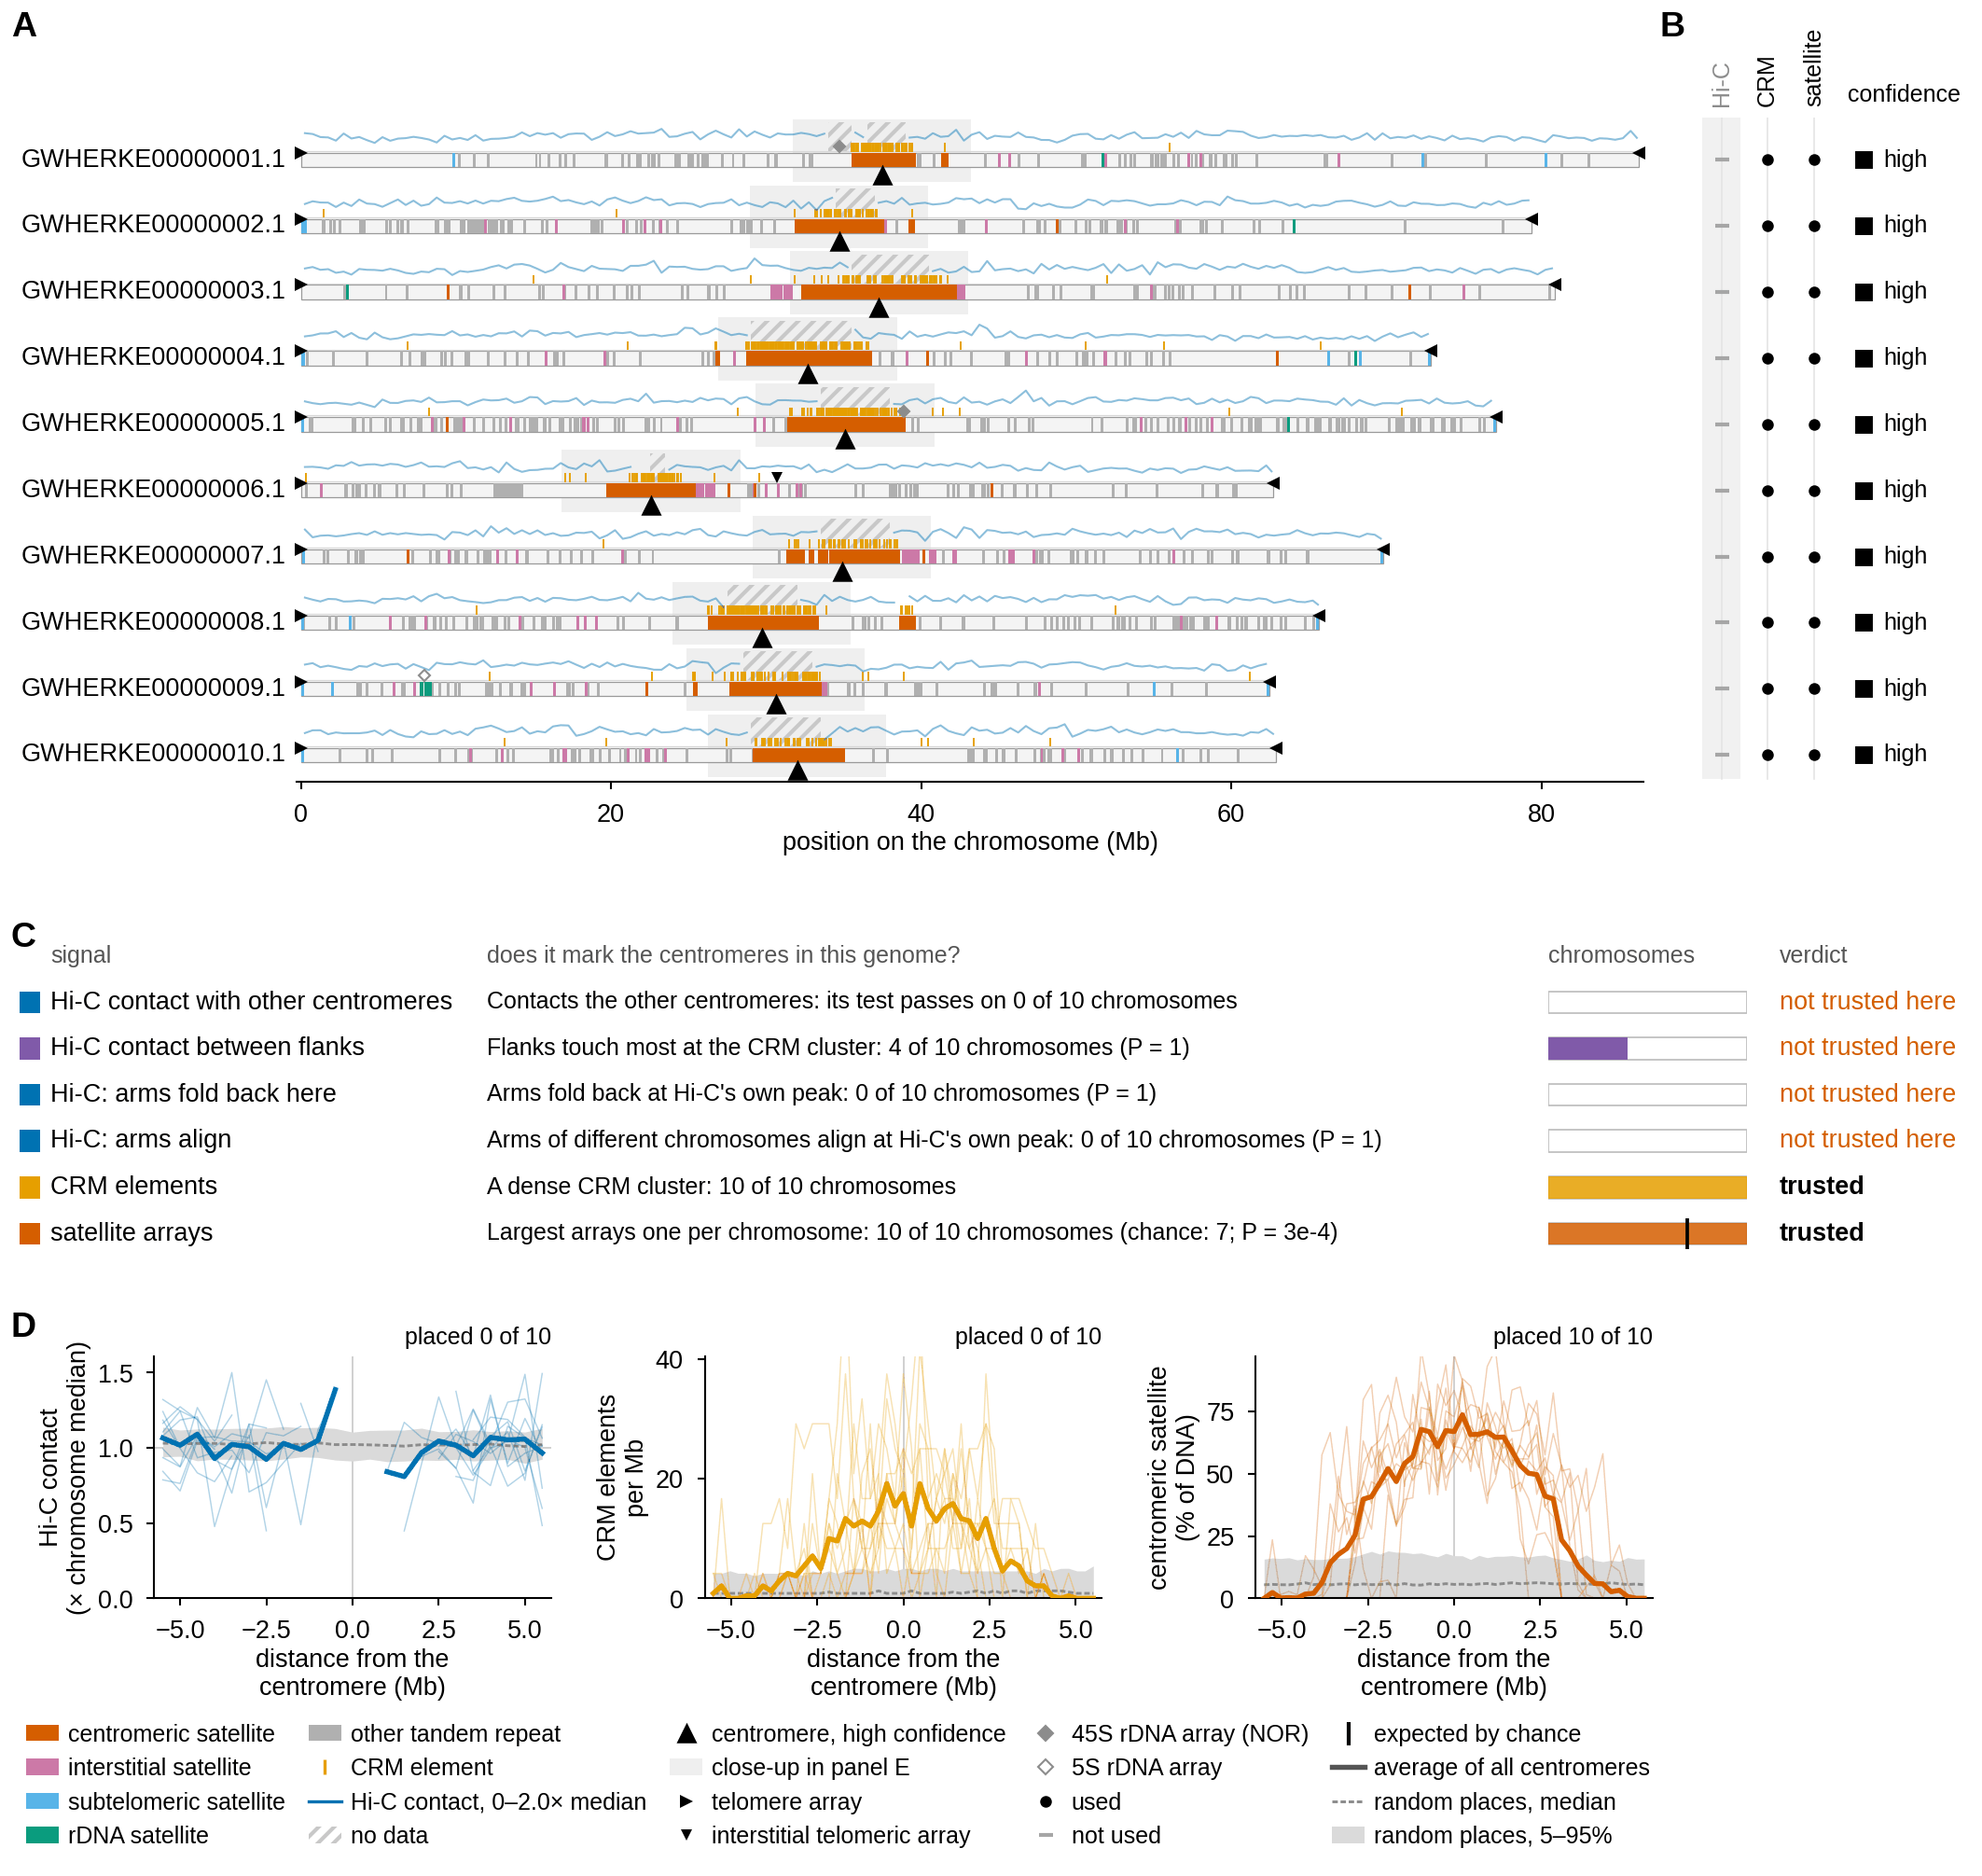 A
B
Hi-C
CRM
satellite
confidence
GWHERKE00000001.1
high
GWHERKE00000002.1
high
GWHERKE00000003.1
high
GWHERKE00000004.1
high
GWHERKE00000005.1
high
GWHERKE00000006.1
high
GWHERKE00000007.1
high
GWHERKE00000008.1
high
GWHERKE00000009.1
high
GWHERKE00000010.1
high
0 20 40 60 80
position on the chromosome (Mb)
C
signal does it mark the centromeres in this genome? chromosomes verdict
Hi-C contact with other centromeres Contacts the other centromeres: its test passes on 0 of 10 chromosomes not trusted here
Hi-C contact between flanks Flanks touch most at the CRM cluster: 4 of 10 chromosomes (P = 1) not trusted here
Hi-C: arms fold back here Arms fold back at Hi-C's own peak: 0 of 10 chromosomes (P = 1) not trusted here
Hi-C: arms align Arms of different chromosomes align at Hi-C's own peak: 0 of 10 chromosomes (P = 1) not trusted here
CRM elements A dense CRM cluster: 10 of 10 chromosomes trusted
satellite arrays Largest arrays one per chromosome: 10 of 10 chromosomes (chance: 7; P = 3e-4) trusted
D
placed 0 of 10
Hi-C contact
(× chromosome median)
1.5
1.0
0.5
0.0
−5.0 −2.5 0.0 2.5 5.0
distance from the
centromere (Mb)
placed 0 of 10
CRM elements
per Mb
40
20
0
−5.0 −2.5 0.0 2.5 5.0
distance from the
centromere (Mb)
placed 10 of 10
centromeric satellite
(% of DNA)
75
50
25
0
−5.0 −2.5 0.0 2.5 5.0
distance from the
centromere (Mb)
centromeric satellite
interstitial satellite
subtelomeric satellite
rDNA satellite
other tandem repeat
CRM element
Hi-C contact, 0–2.0× median
no data
centromere, high confidence
close-up in panel E
telomere array
interstitial telomeric array
45S rDNA array (NOR)
5S rDNA array
used
not used
expected by chance
average of all centromeres
random places, median
random places, 5–95%